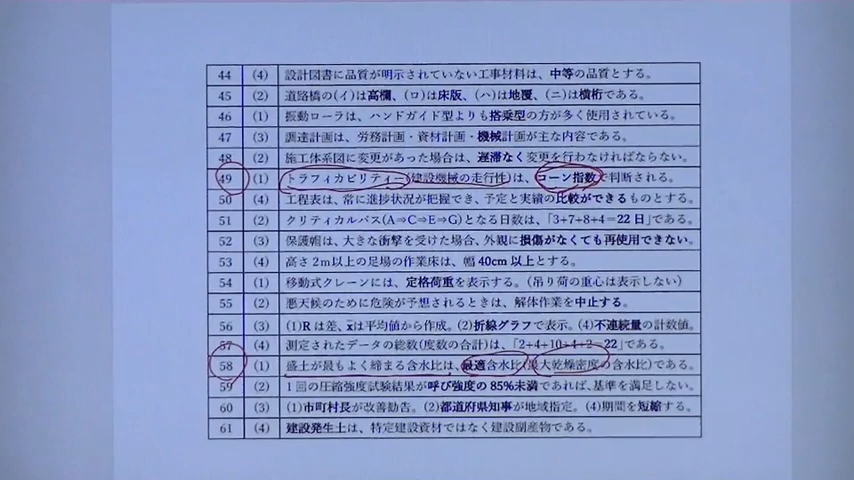 44 (4) 設計図書に品質が明示されていない工事材料は、中等の品質とする。
45 (2) 道路橋の(イ)は高欄、(ロ)は床版、(ハ)は地覆、(ニ)は横桁である。
46 (1) 振動ローラは、ハンドガイド型よりも搭乗型の方が多く使用されている。
47 (3) 調達計画は、労務計画・資材計画・機械計画が主な内容である。
48 (2) 施工体系図に変更があった場合は、遅滞なく変更を行わなければならない。
49 (1) トラフィカビリティー(建設機械の走行性)は、コーン指数で判断される。
50 (4) 工程表は、常に進捗状況が把握でき、予定と実績の比較ができるものとする。
51 (2) クリティカルパス(A⇒C⇒E⇒G)となる日数は、「3+7+8+4=22日」である。
52 (3) 保護帽は、大きな衝撃を受けた場合、外観に損傷がなくても再使用できない。
53 (4) 高さ2m以上の足場の作業床は、幅40cm以上とする。
54 (1) 移動式クレーンには、定格荷重を表示する。(吊り荷の重心は表示しない)
55 (2) 悪天候のために危険が予想されるときは、解体作業を中止する。
56 (3) (1)Rは差、x̄は平均値から作成。(2)折線グラフで表示。(4)不連続量の計数値。
57 (4) 測定されたデータの総数(度数の合計)は、「2+4+10+4+2=22」である。
58 (1) 盛土が最もよく締まる含水比は、最適含水比(最大乾燥密度の含水比)である。
59 (2) 1回の圧縮強度試験結果が呼び強度の85%未満であれば、基準を満足しない。
60 (3) (1)市町村長が改善勧告。(2)都道府県知事が地域指定。(4)期間を短縮する。
61 (4) 建設発生土は、特定建設資材ではなく建設副産物である。